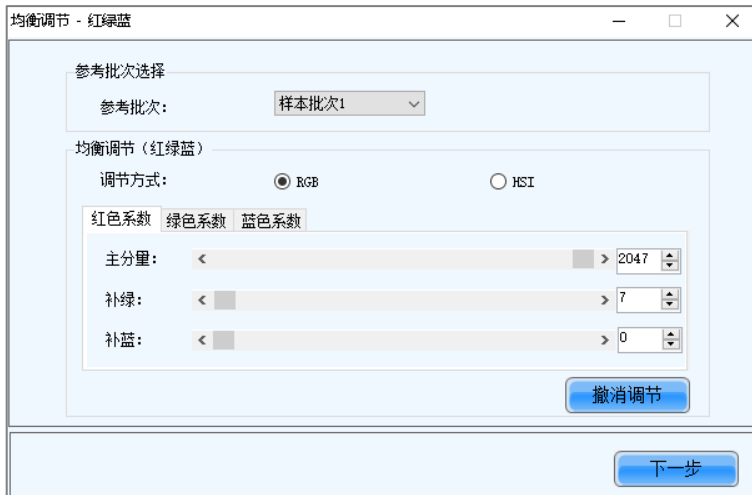 均衡调节 - 红绿蓝
参考批次选择
参考批次: 样本批次1
均衡调节（红绿蓝）
调节方式: RGB HSI
红色系数 绿色系数 蓝色系数
主分量: 2047
补绿: 7
补蓝: 0
撤消调节
下一步